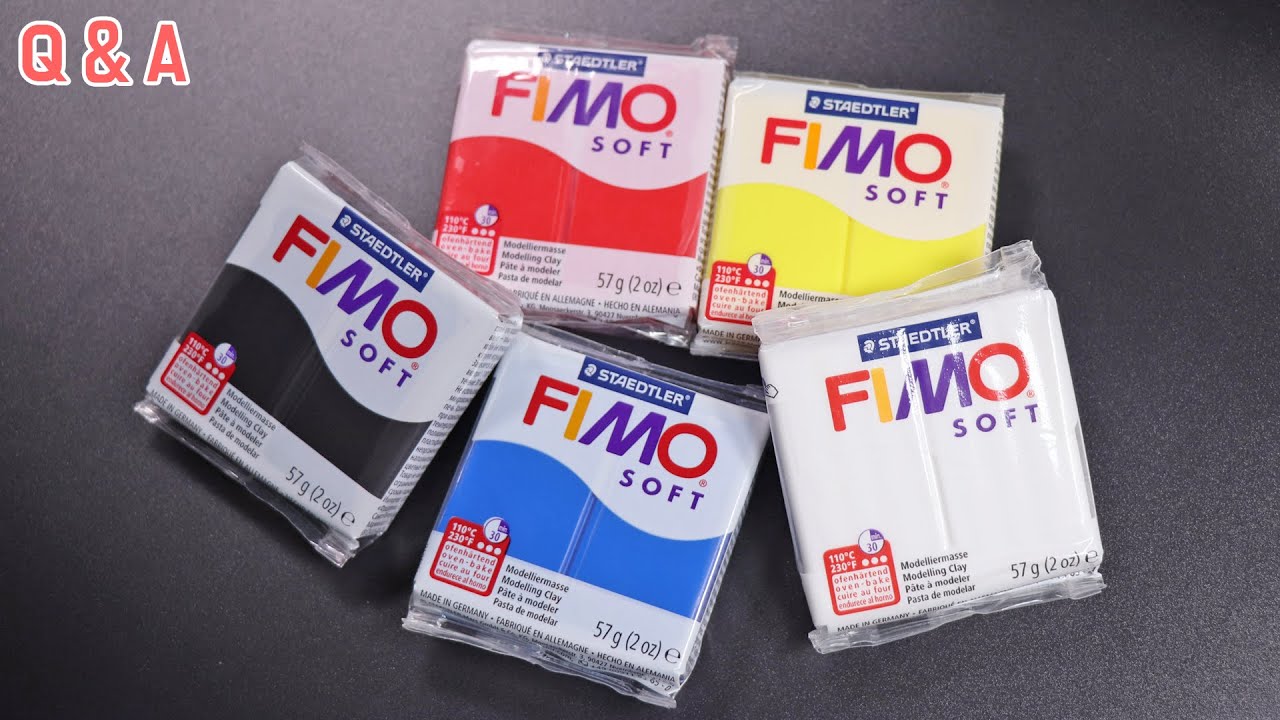 Q & A
STAEDTLER
FIMO
SOFT
110°C
230°F
30
ofenhärtend
oven-bake
cuire au four
endurece al horno
Modelliermasse
Modelling Clay
Pâte à modeler
Pasta de modelar
57 g (2 oz) e
FABRIQUÉ EN ALLEMAGNE • HECHO EN ALEMANIA
STAEDTLER
FIMO
SOFT
110°C
230°F
30
ofenhärtend
oven-bake
cuire au four
endurece al horno
Modelliermasse
MADE IN GERMANY
STAEDTLER
FIMO
SOFT
110°C
230°F
30
ofenhärtend
oven-bake
cuire au four
endurece al horno
Modelliermasse
Modelling Clay
Pâte à modeler
Pasta de modelar
57 g (2 oz) e
MADE IN GERMANY
STAEDTLER
FIMO
SOFT
110°C
230°F
30
ofenhärtend
oven-bake
cuire au four
endurece al horno
Modelliermasse
Modelling Clay
Pâte à modeler
Pasta de modelar
57 g (2 oz) e
MADE IN GERMANY • FABRIQUÉ EN ALLEMAGNE • HECHO EN ALEMANIA
STAEDTLER
FIMO
SOFT
110°C
230°F
30
ofenhärtend
oven-bake
cuire au four
endurece al horno
Modelliermasse
Modelling Clay
Pâte à modeler
Pasta de modelar
57 g (2 oz) e
MADE IN GERMANY